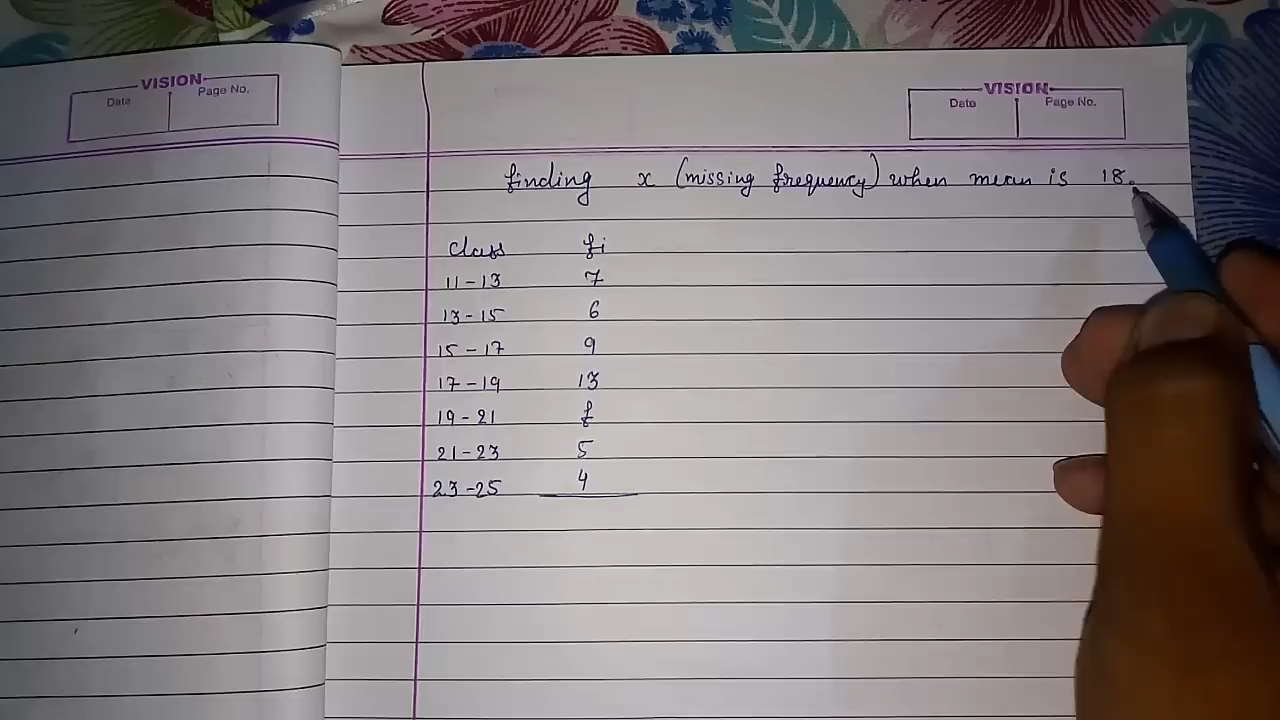 VISION
Date Page No.
VISION
Date Page No.
finding x (missing frequency) when mean is 18.
class fi
11-13 7
13-15 6
15-17 9
17-19 13
19-21 f
21-23 5
23-25 4